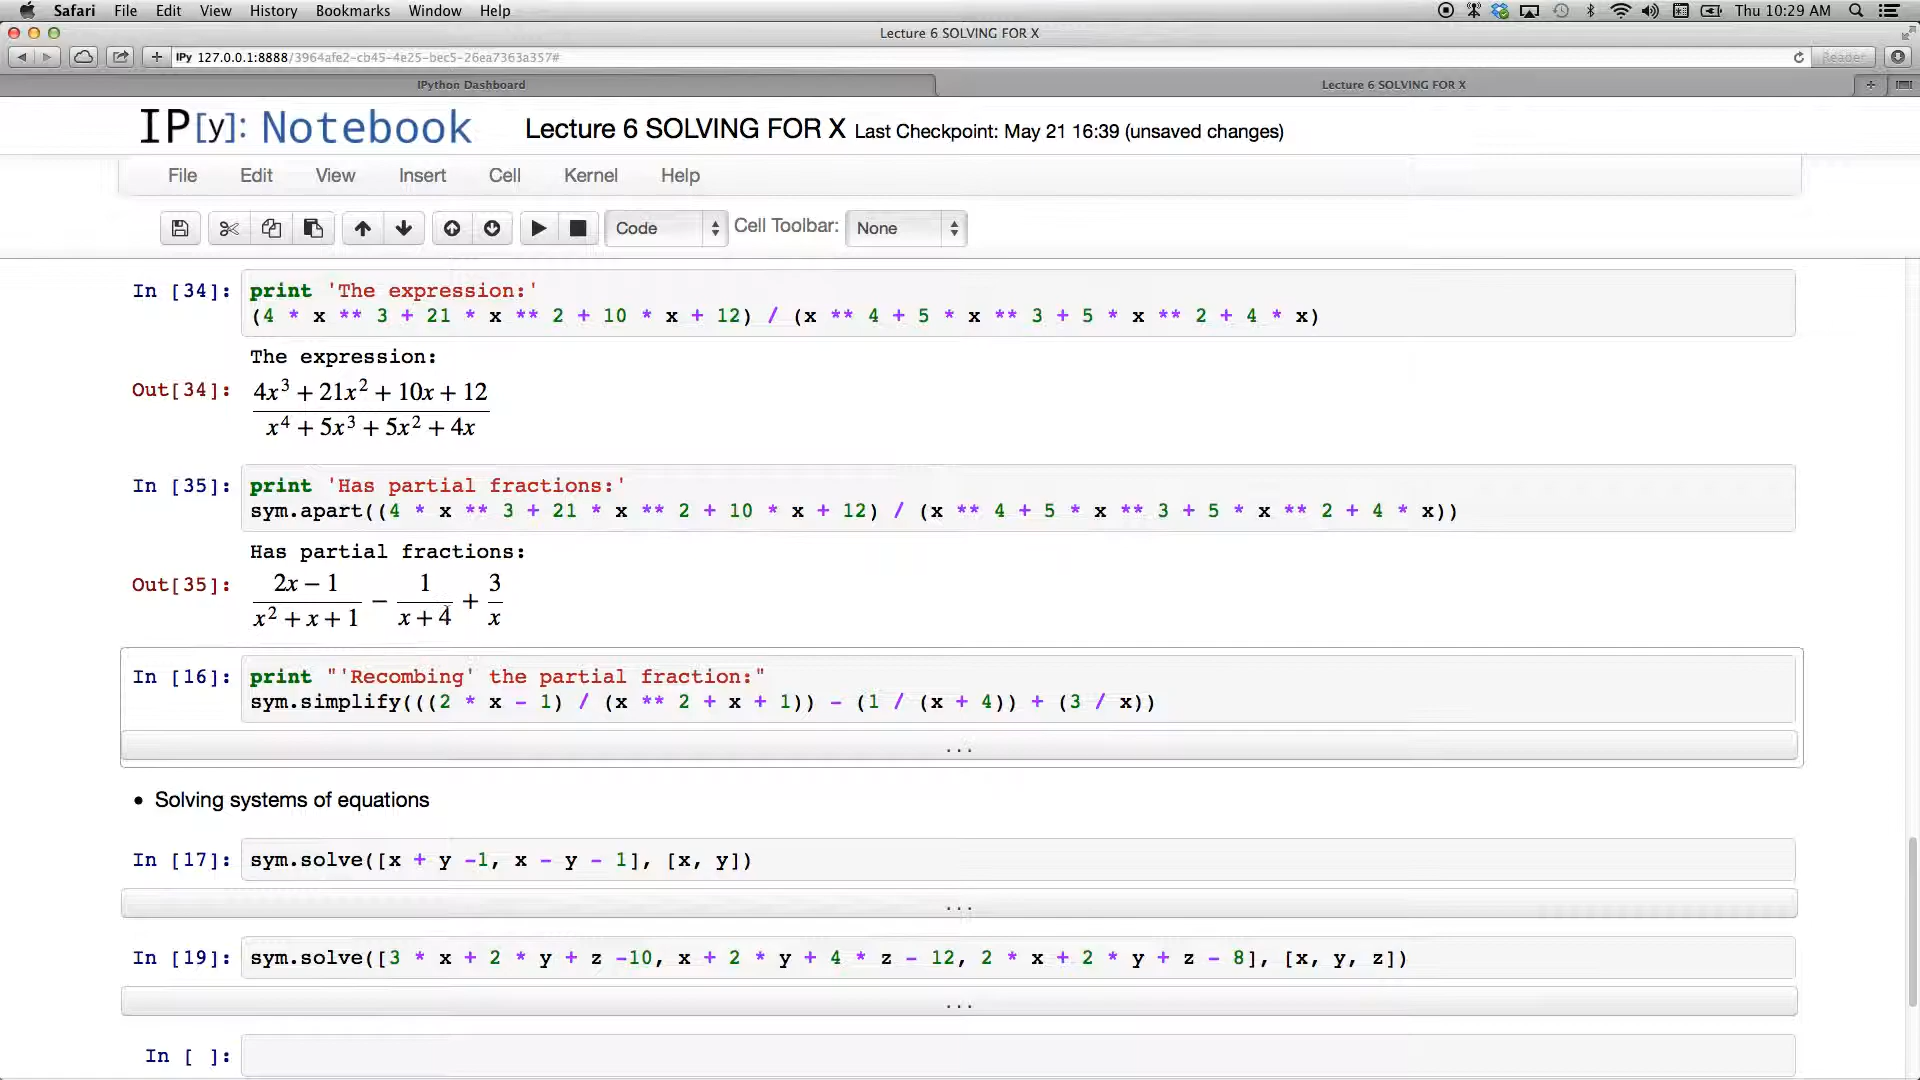 Safari File Edit View History Bookmarks Window Help Thu 10:29 AM
Lecture 6 SOLVING FOR X
IPy 127.0.0.1:8888/3964afe2-cb45-4e25-bec5-26ea7363a357# Reader
IPython Dashboard Lecture 6 SOLVING FOR X
IP[y]: Notebook Lecture 6 SOLVING FOR X Last Checkpoint: May 21 16:39 (unsaved changes)
File Edit View Insert Cell Kernel Help
Code Cell Toolbar: None
In [34]: print 'The expression:'
(4 * x ** 3 + 21 * x ** 2 + 10 * x + 12) / (x ** 4 + 5 * x ** 3 + 5 * x ** 2 + 4 * x)
The expression:
Out[34]: 4x³ + 21x² + 10x + 12
x⁴ + 5x³ + 5x² + 4x
In [35]: print 'Has partial fractions:'
sym.apart((4 * x ** 3 + 21 * x ** 2 + 10 * x + 12) / (x ** 4 + 5 * x ** 3 + 5 * x ** 2 + 4 * x))
Has partial fractions:
Out[35]: 2x − 1 − 1 + 3
x² + x + 1 x + 4 x
In [16]: print "'Recombing' the partial fraction:"
sym.simplify(((2 * x - 1) / (x ** 2 + x + 1)) - (1 / (x + 4)) + (3 / x))
...
• Solving systems of equations
In [17]: sym.solve([x + y -1, x - y - 1], [x, y])
...
In [19]: sym.solve([3 * x + 2 * y + z -10, x + 2 * y + 4 * z - 12, 2 * x + 2 * y + z - 8], [x, y, z])
...
In [ ]: